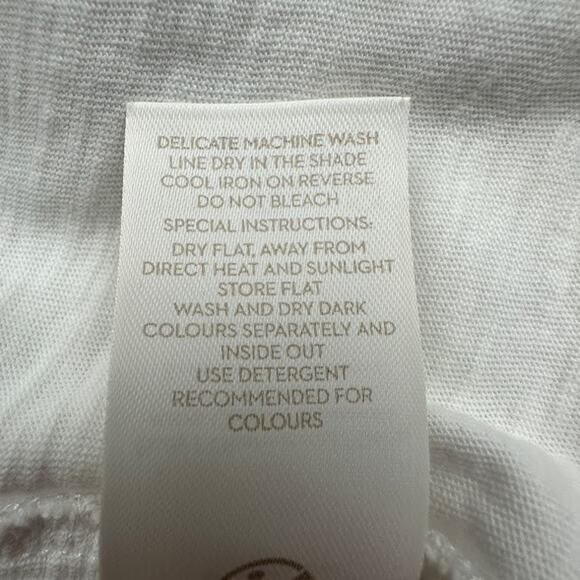 DELICATE MACHINE WASH
LINE DRY IN THE SHADE
COOL IRON ON REVERSE
DO NOT BLEACH
SPECIAL INSTRUCTIONS:
DRY FLAT, AWAY FROM
DIRECT HEAT AND SUNLIGHT
STORE FLAT
WASH AND DRY DARK
COLOURS SEPARATELY AND
INSIDE OUT
USE DETERGENT
RECOMMENDED FOR
COLOURS